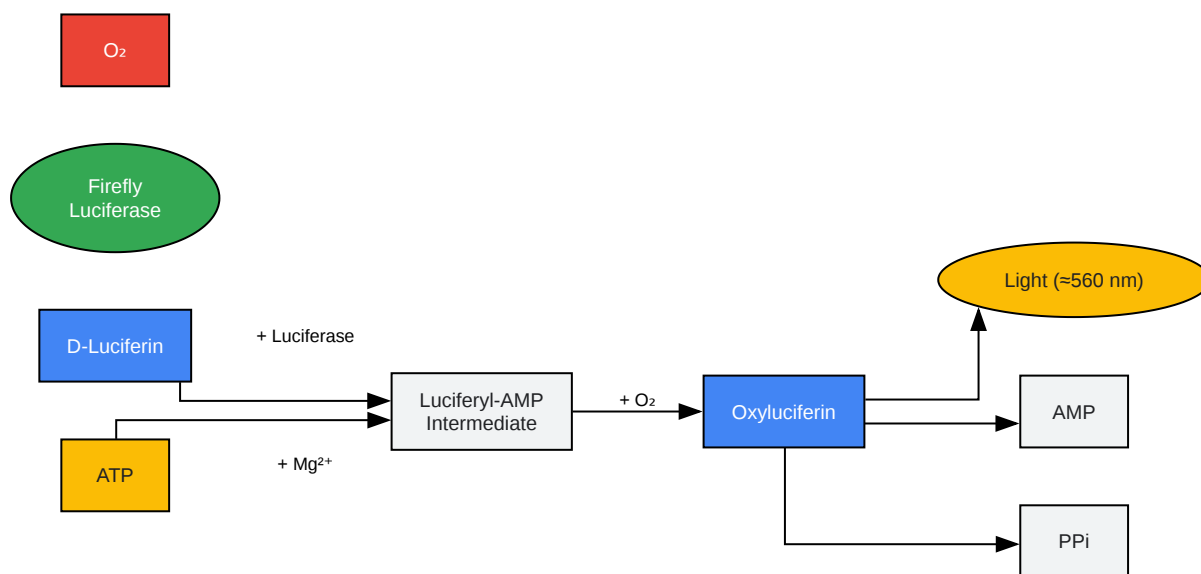 O₂
Firefly
Luciferase
D-Luciferin
+ Luciferase
ATP
+ Mg²⁺
Luciferyl-AMP
Intermediate
+ O₂
Oxyluciferin
Light (≈560 nm)
AMP
PPi